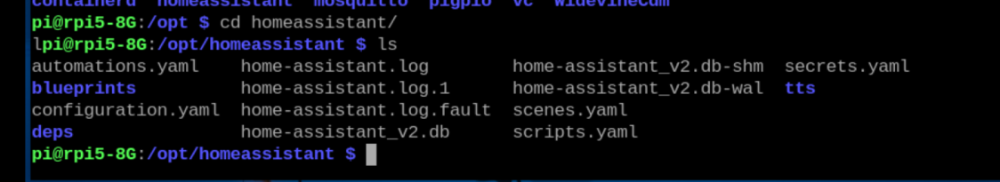 containerd homeassistant mosquitto pigpio vc WidevineCdm
pi@rpi5-8G:/opt $ cd homeassistant/
lpi@rpi5-8G:/opt/homeassistant $ ls
automations.yaml home-assistant.log home-assistant_v2.db-shm secrets.yaml
blueprints home-assistant.log.1 home-assistant_v2.db-wal tts
configuration.yaml home-assistant.log.fault scenes.yaml
deps home-assistant_v2.db scripts.yaml
pi@rpi5-8G:/opt/homeassistant $